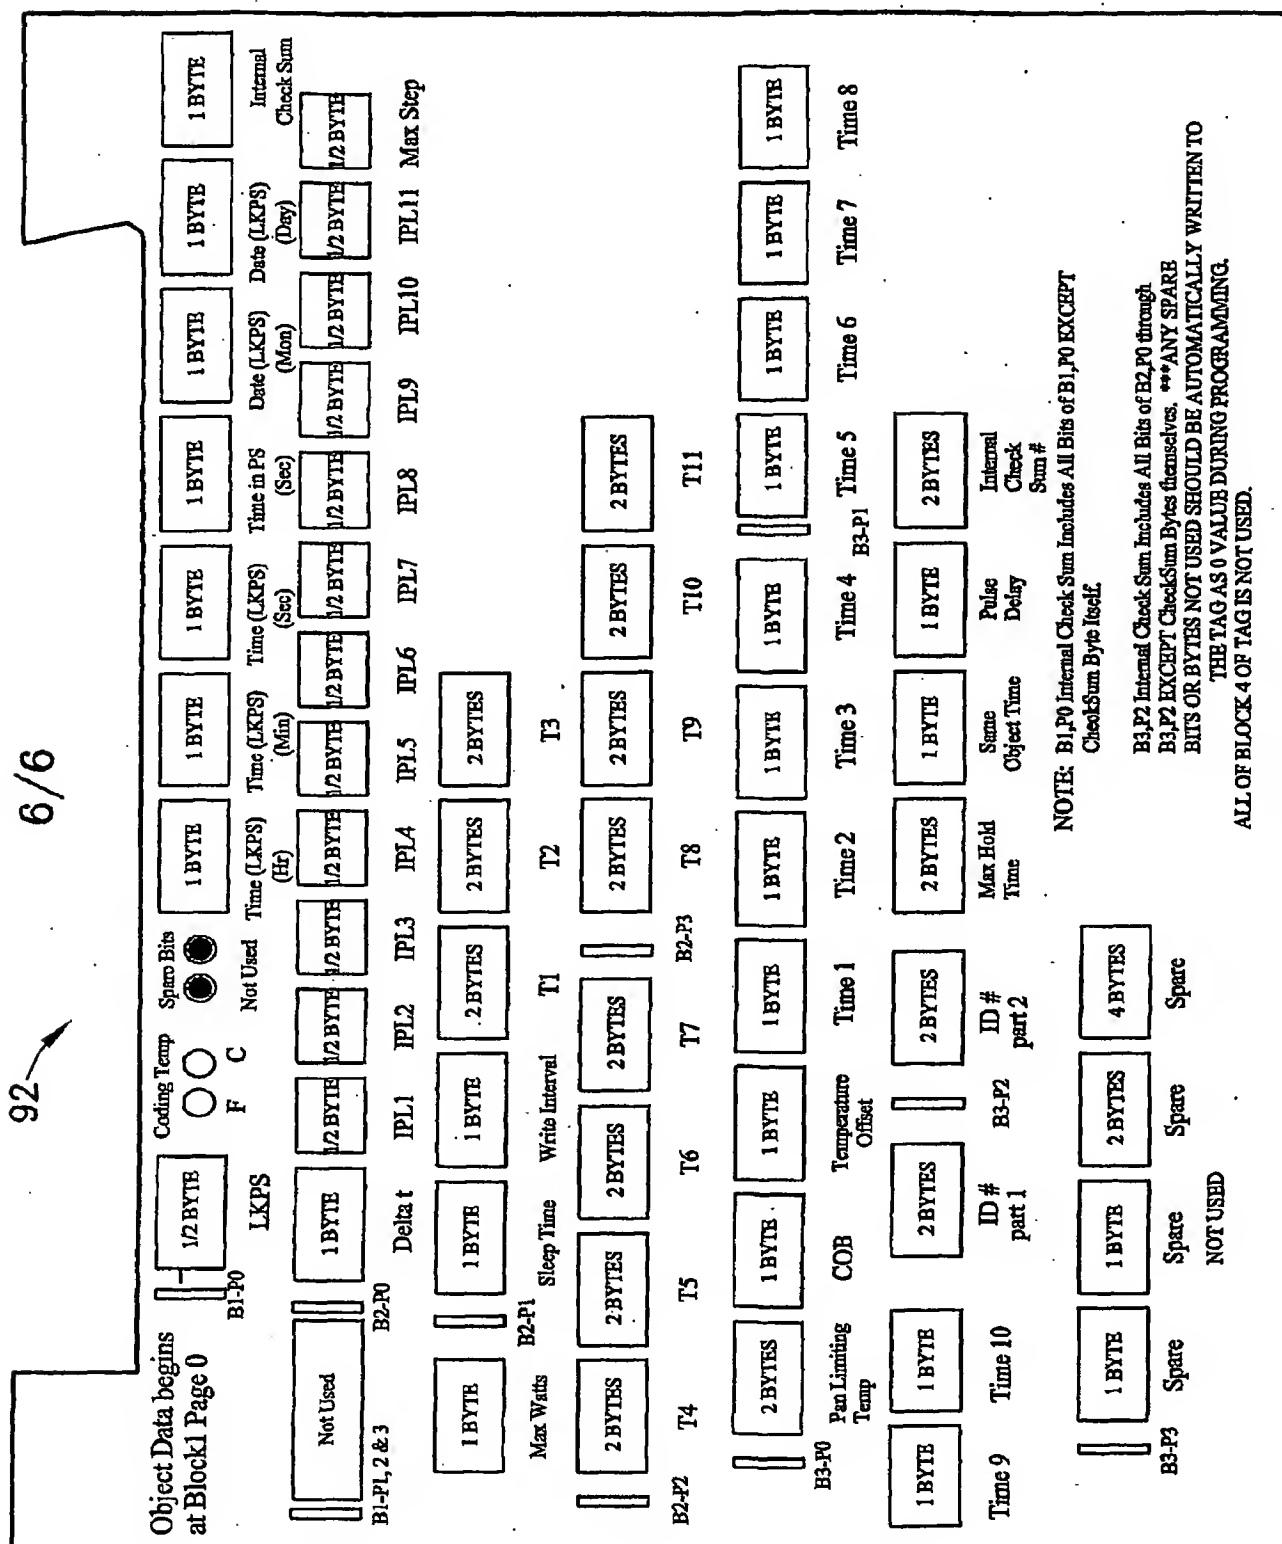 6/6
92
Object Data begins
at Block1 Page 0
B1-P0
1/2 BYTE
LKPS
Coding Temp
F C
Spare Bits
Not Used
1 BYTE
Time (LKPS)
(Hr)
1 BYTE
Time (LKPS)
(Min)
1 BYTE
Time (LKPS)
(Sec)
1 BYTE
Time in PS
(Sec)
1 BYTE
Date (LKPS)
(Mon)
1 BYTE
Date (LKPS)
(Day)
1 BYTE
Internal
Check Sum
B1-P1, 2 & 3
Not Used
B2-P0
1 BYTE
Delta t
1/2 BYTE
IPL1
1/2 BYTE
IPL2
1/2 BYTE
IPL3
1/2 BYTE
IPL4
1/2 BYTE
IPL5
1/2 BYTE
IPL6
1/2 BYTE
IPL7
1/2 BYTE
IPL8
1/2 BYTE
IPL9
1/2 BYTE
IPL10
1/2 BYTE
IPL11
1/2 BYTE
Max Step
1 BYTE
Max Watts
B2-P1
1 BYTE
Sleep Time
1 BYTE
Write Interval
2 BYTES
T1
2 BYTES
T2
2 BYTES
T3
B2-P2
2 BYTES
T4
2 BYTES
T5
2 BYTES
T6
2 BYTES
T7
B2-P3
2 BYTES
T8
2 BYTES
T9
2 BYTES
T10
2 BYTES
T11
B3-P0
2 BYTES
Pan Limiting
Temp
1 BYTE
COB
1 BYTE
Temperature
Offset
1 BYTE
Time 1
1 BYTE
Time 2
1 BYTE
Time 3
1 BYTE
Time 4
B3-P1
1 BYTE
Time 5
1 BYTE
Time 6
1 BYTE
Time 7
1 BYTE
Time 8
1 BYTE
Time 9
1 BYTE
Time 10
2 BYTES
ID #
part 1
B3-P2
2 BYTES
ID #
part 2
2 BYTES
Max Hold
Time
1 BYTE
Same
Object Time
1 BYTE
Pulse
Delay
2 BYTES
Internal
Check
Sum #
B3-P3
1 BYTE
Spare
1 BYTE
Spare
2 BYTES
Spare
4 BYTES
Spare
NOT USED
NOTE: B1,P0 Internal Check Sum Includes All Bits of B1,P0 EXCEPT
CheckSum Byte Itself.
B3,P2 Internal Check Sum Includes All Bits of B2,P0 through
B3,P2 EXCEPT CheckSum Bytes themselves. ***ANY SPARE
BITS OR BYTES NOT USED SHOULD BE AUTOMATICALLY WRITTEN TO
THE TAG AS 0 VALUE DURING PROGRAMMING.
ALL OF BLOCK 4 OF TAG IS NOT USED.